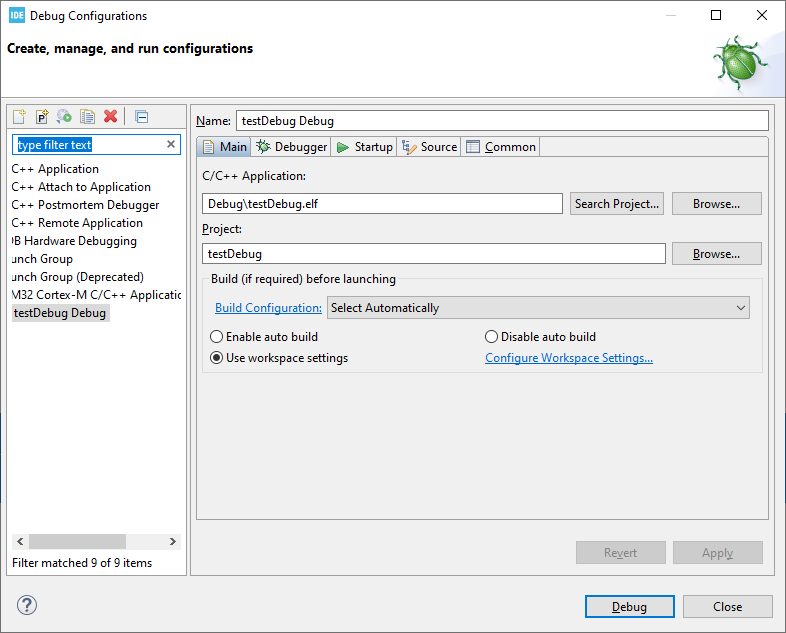 IDE Debug Configurations
Create, manage, and run configurations
type filter text
C++ Application
C++ Attach to Application
C++ Postmortem Debugger
C++ Remote Application
B Hardware Debugging
unch Group
unch Group (Deprecated)
M32 Cortex-M C/C++ Applicatic
testDebug Debug
Filter matched 9 of 9 items
Name: testDebug Debug
Main Debugger Startup Source Common
C/C++ Application:
Debug\testDebug.elf Search Project... Browse...
Project:
testDebug Browse...
Build (if required) before launching
Build Configuration: Select Automatically
Enable auto build Disable auto build
Use workspace settings Configure Workspace Settings...
Revert Apply
? Debug Close